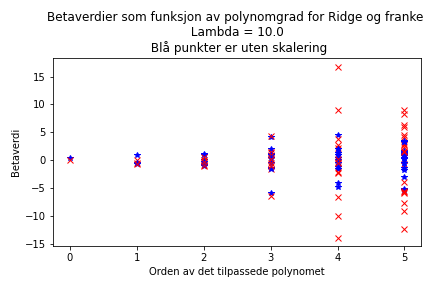 Betaverdier som funksjon av polynomgrad for Ridge og franke
Lambda = 10.0
Blå punkter er uten skalering
Betaverdi
15
10
5
0
−5
−10
−15
0 1 2 3 4 5
Orden av det tilpassede polynomet